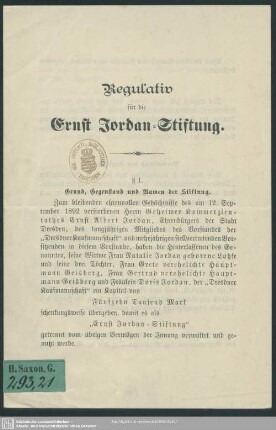 Regulativ
für die
Ernst Jordan-Stiftung.
§ 1.
Grund, Gegenstand und Namen der Stiftung.
Zum bleibenden ehrenvollen Gedächtnisse des am 12. Sep-
tember 1892 verstorbenen Herrn Geheimen Kommerzien-
rathes Ernst Albert Jordan, Ehrenbürgers der Stadt
Dresden, des langjährigen Mitgliedes des Vorstandes der
„Dresdner Kaufmannschaft" und mehrjährigen stellvertretenden Vor-
sitzenden in diesem Vorstande, haben die Hinterlassenen des Ge-
nannten, seine Witwe Frau Natalie Jordan geborne Lohse
und seine drei Töchter, Frau Grete verehelichte Haupt-
mann Geißberg, Frau Gertrud verehelichte Haupt-
mann Geißberg und Fräulein Doris Jordan, der „Dresdner
Kaufmannschaft" ein Kapital von
Fünfzehn Tausend Mark
schenkungsweise übergeben, damit es als
„Ernst Jordan-Stiftung"
getrennt vom übrigen Vermögen der Innung verwaltet und ge-
nutzt werde.
H. Saxon. G.
293,21